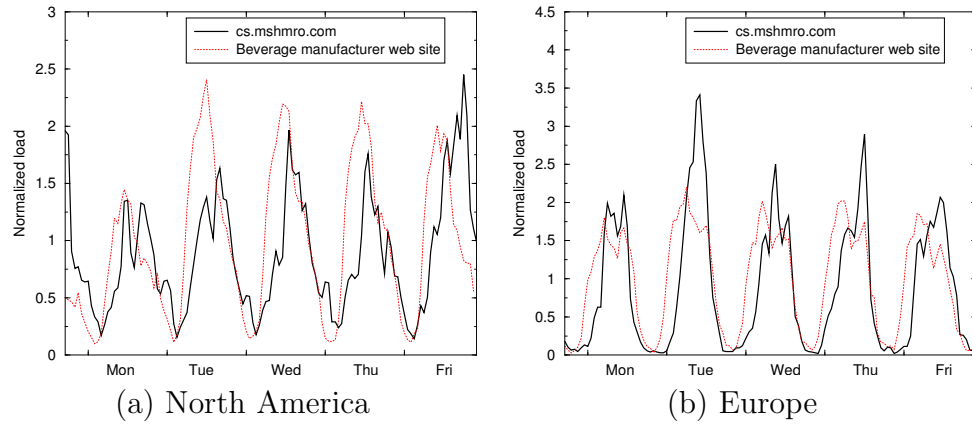 3
2.5
2
1.5
1
0.5
0
Normalized load
cs.mshmro.com
Beverage manufacturer web site
Mon Tue Wed Thu Fri
(a) North America
4.5
4
3.5
3
2.5
2
1.5
1
0.5
0
Normalized load
cs.mshmro.com
Beverage manufacturer web site
Mon Tue Wed Thu Fri
(b) Europe